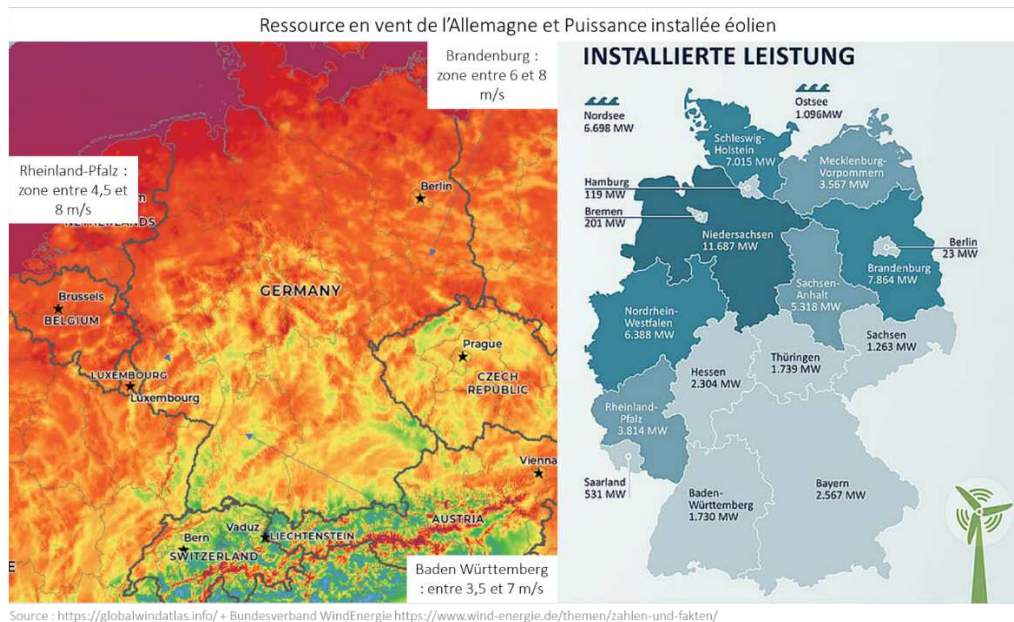 Ressource en vent de l'Allemagne et Puissance installée éolien
Brandenburg :
zone entre 6 et 8
m/s
Rheinland-Pfalz :
zone entre 4,5 et
8 m/s
NETHERLANDS
Berlin
GERMANY
Brussels
BELGIUM
LUXEMBOURG
Luxembourg
Prague
CZECH
REPUBLIC
Vienna
AUSTRIA
Vaduz
LIECHTENSTEIN
Bern
SWITZERLAND
E
Baden Württemberg
: entre 3,5 et 7 m/s
INSTALLIERTE LEISTUNG
Nordsee
6.698 MW
Ostsee
1.096MW
Schleswig-
Holstein
7.015 MW
Mecklenburg-
Vorpommern
3.567 MW
Hamburg
119 MW
Bremen
201 MW
Niedersachsen
11.687 MW
Berlin
23 MW
Brandenburg
7.864 MW
Sachsen-
Anhalt
5.318 MW
Nordrhein-
Westfalen
6.388 MW
Sachsen
1.263 MW
Thüringen
1.739 MW
Hessen
2.304 MW
Rheinland-
Pfalz
3.814 MW
Saarland
531 MW
Baden-
Württemberg
1.730 MW
Bayern
2.567 MW
Source : https://globalwindatlas.info/ + Bundesverband WindEnergie https://www.wind-energie.de/themen/zahlen-und-fakten/